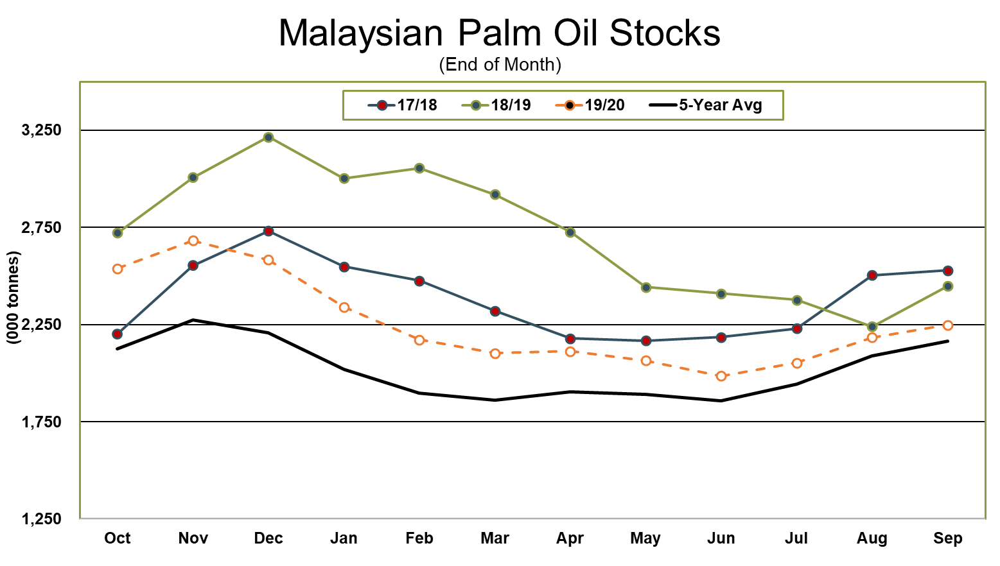 Malaysian Palm Oil Stocks
(End of Month)
17/18 18/19 19/20 5-Year Avg
3,250
2,750
2,250
1,750
1,250
(000 tonnes)
Oct Nov Dec Jan Feb Mar Apr May Jun Jul Aug Sep